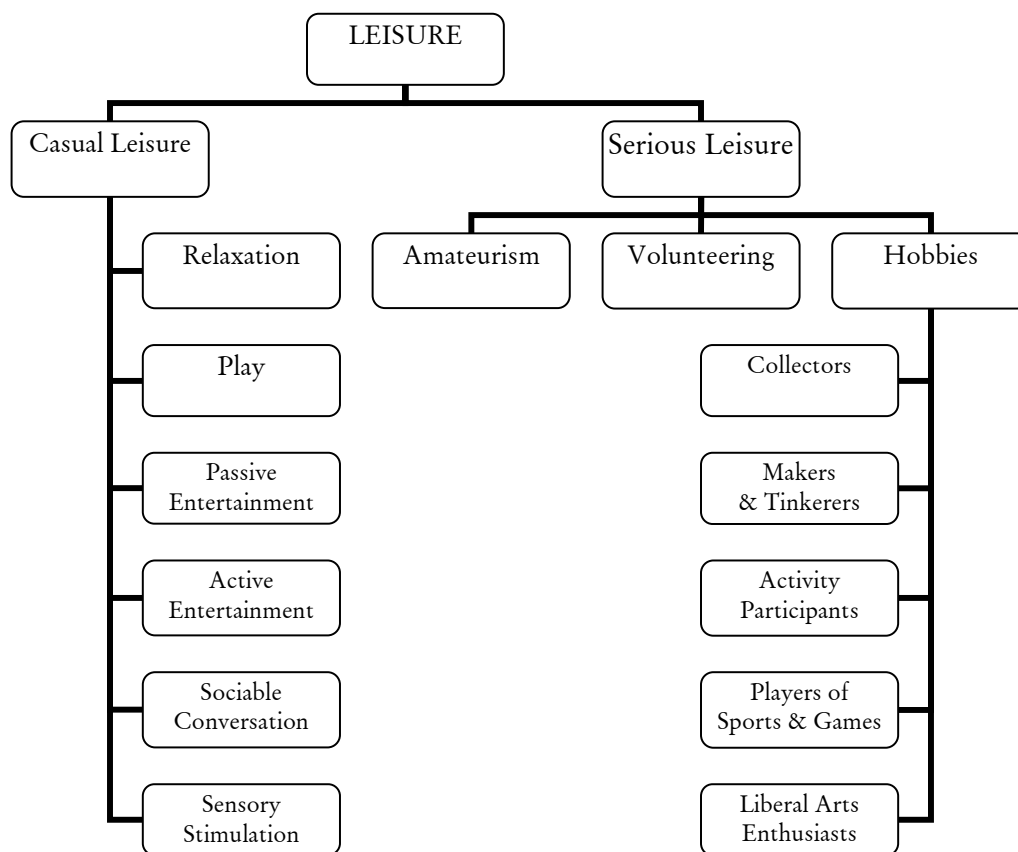 LEISURE
Casual Leisure
Serious Leisure
Relaxation
Amateurism
Volunteering
Hobbies
Play
Collectors
Passive
Entertainment
Makers
& Tinkerers
Active
Entertainment
Activity
Participants
Sociable
Conversation
Players of
Sports & Games
Sensory
Stimulation
Liberal Arts
Enthusiasts